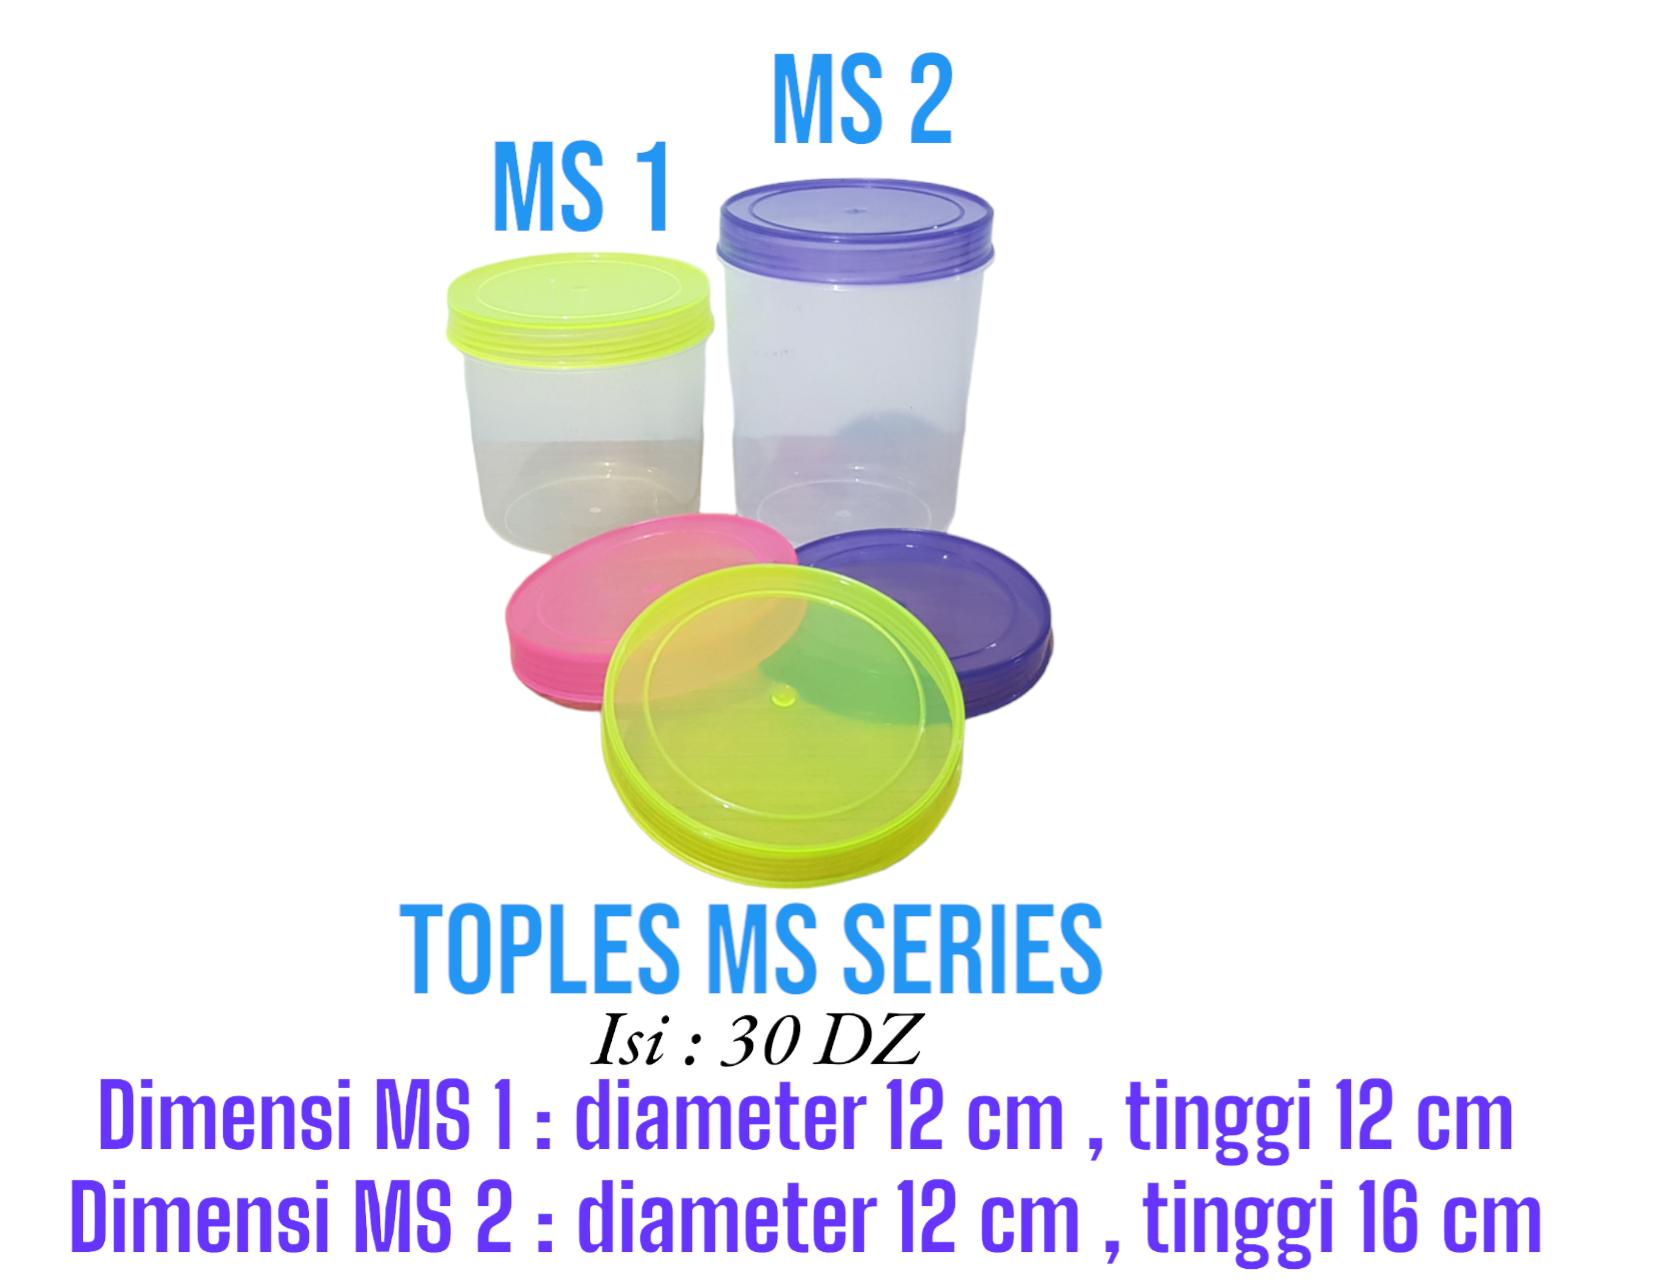 MS 2
MS 1
TOPLES MS SERIES
Isi : 30 DZ
Dimensi MS 1 : diameter 12 cm , tinggi 12 cm
Dimensi MS 2 : diameter 12 cm , tinggi 16 cm